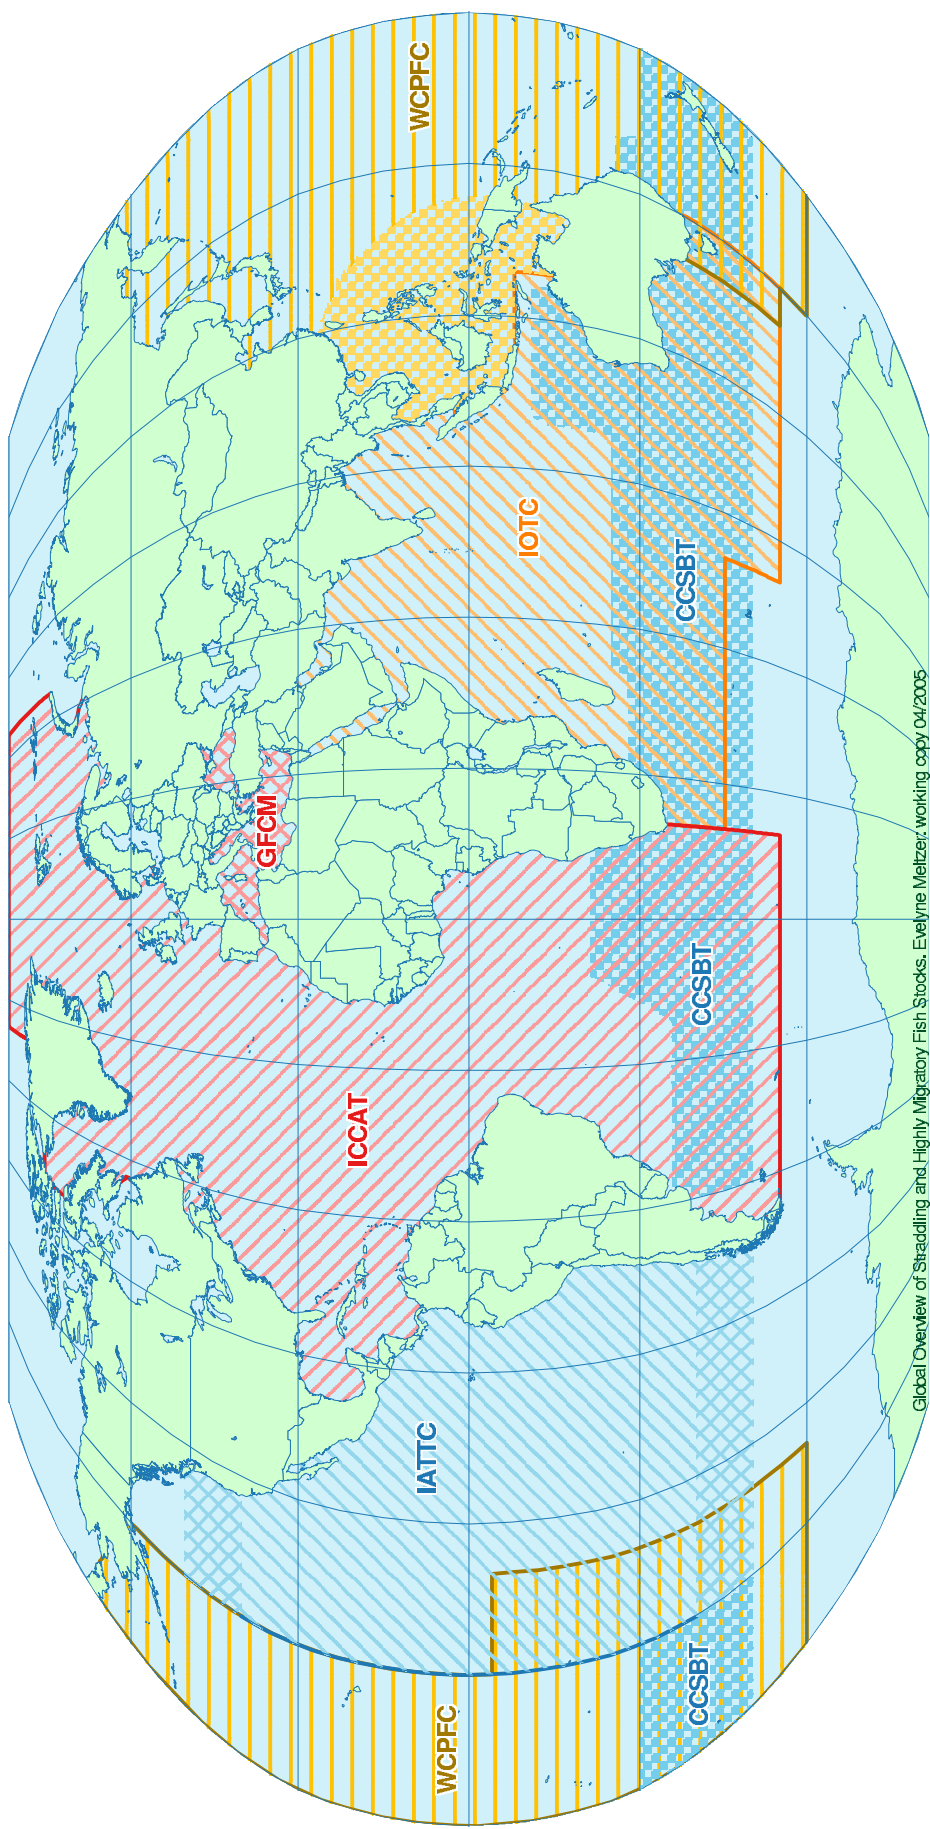 WCPFC
IATTC
ICCAT
GFCM
IOTC
WCPFC
CCSBT
CCSBT
CCSBT
Global Overview of Straddling and Highly Migratory Fish Stocks. Evelyne Meltzer: working copy 04/2005